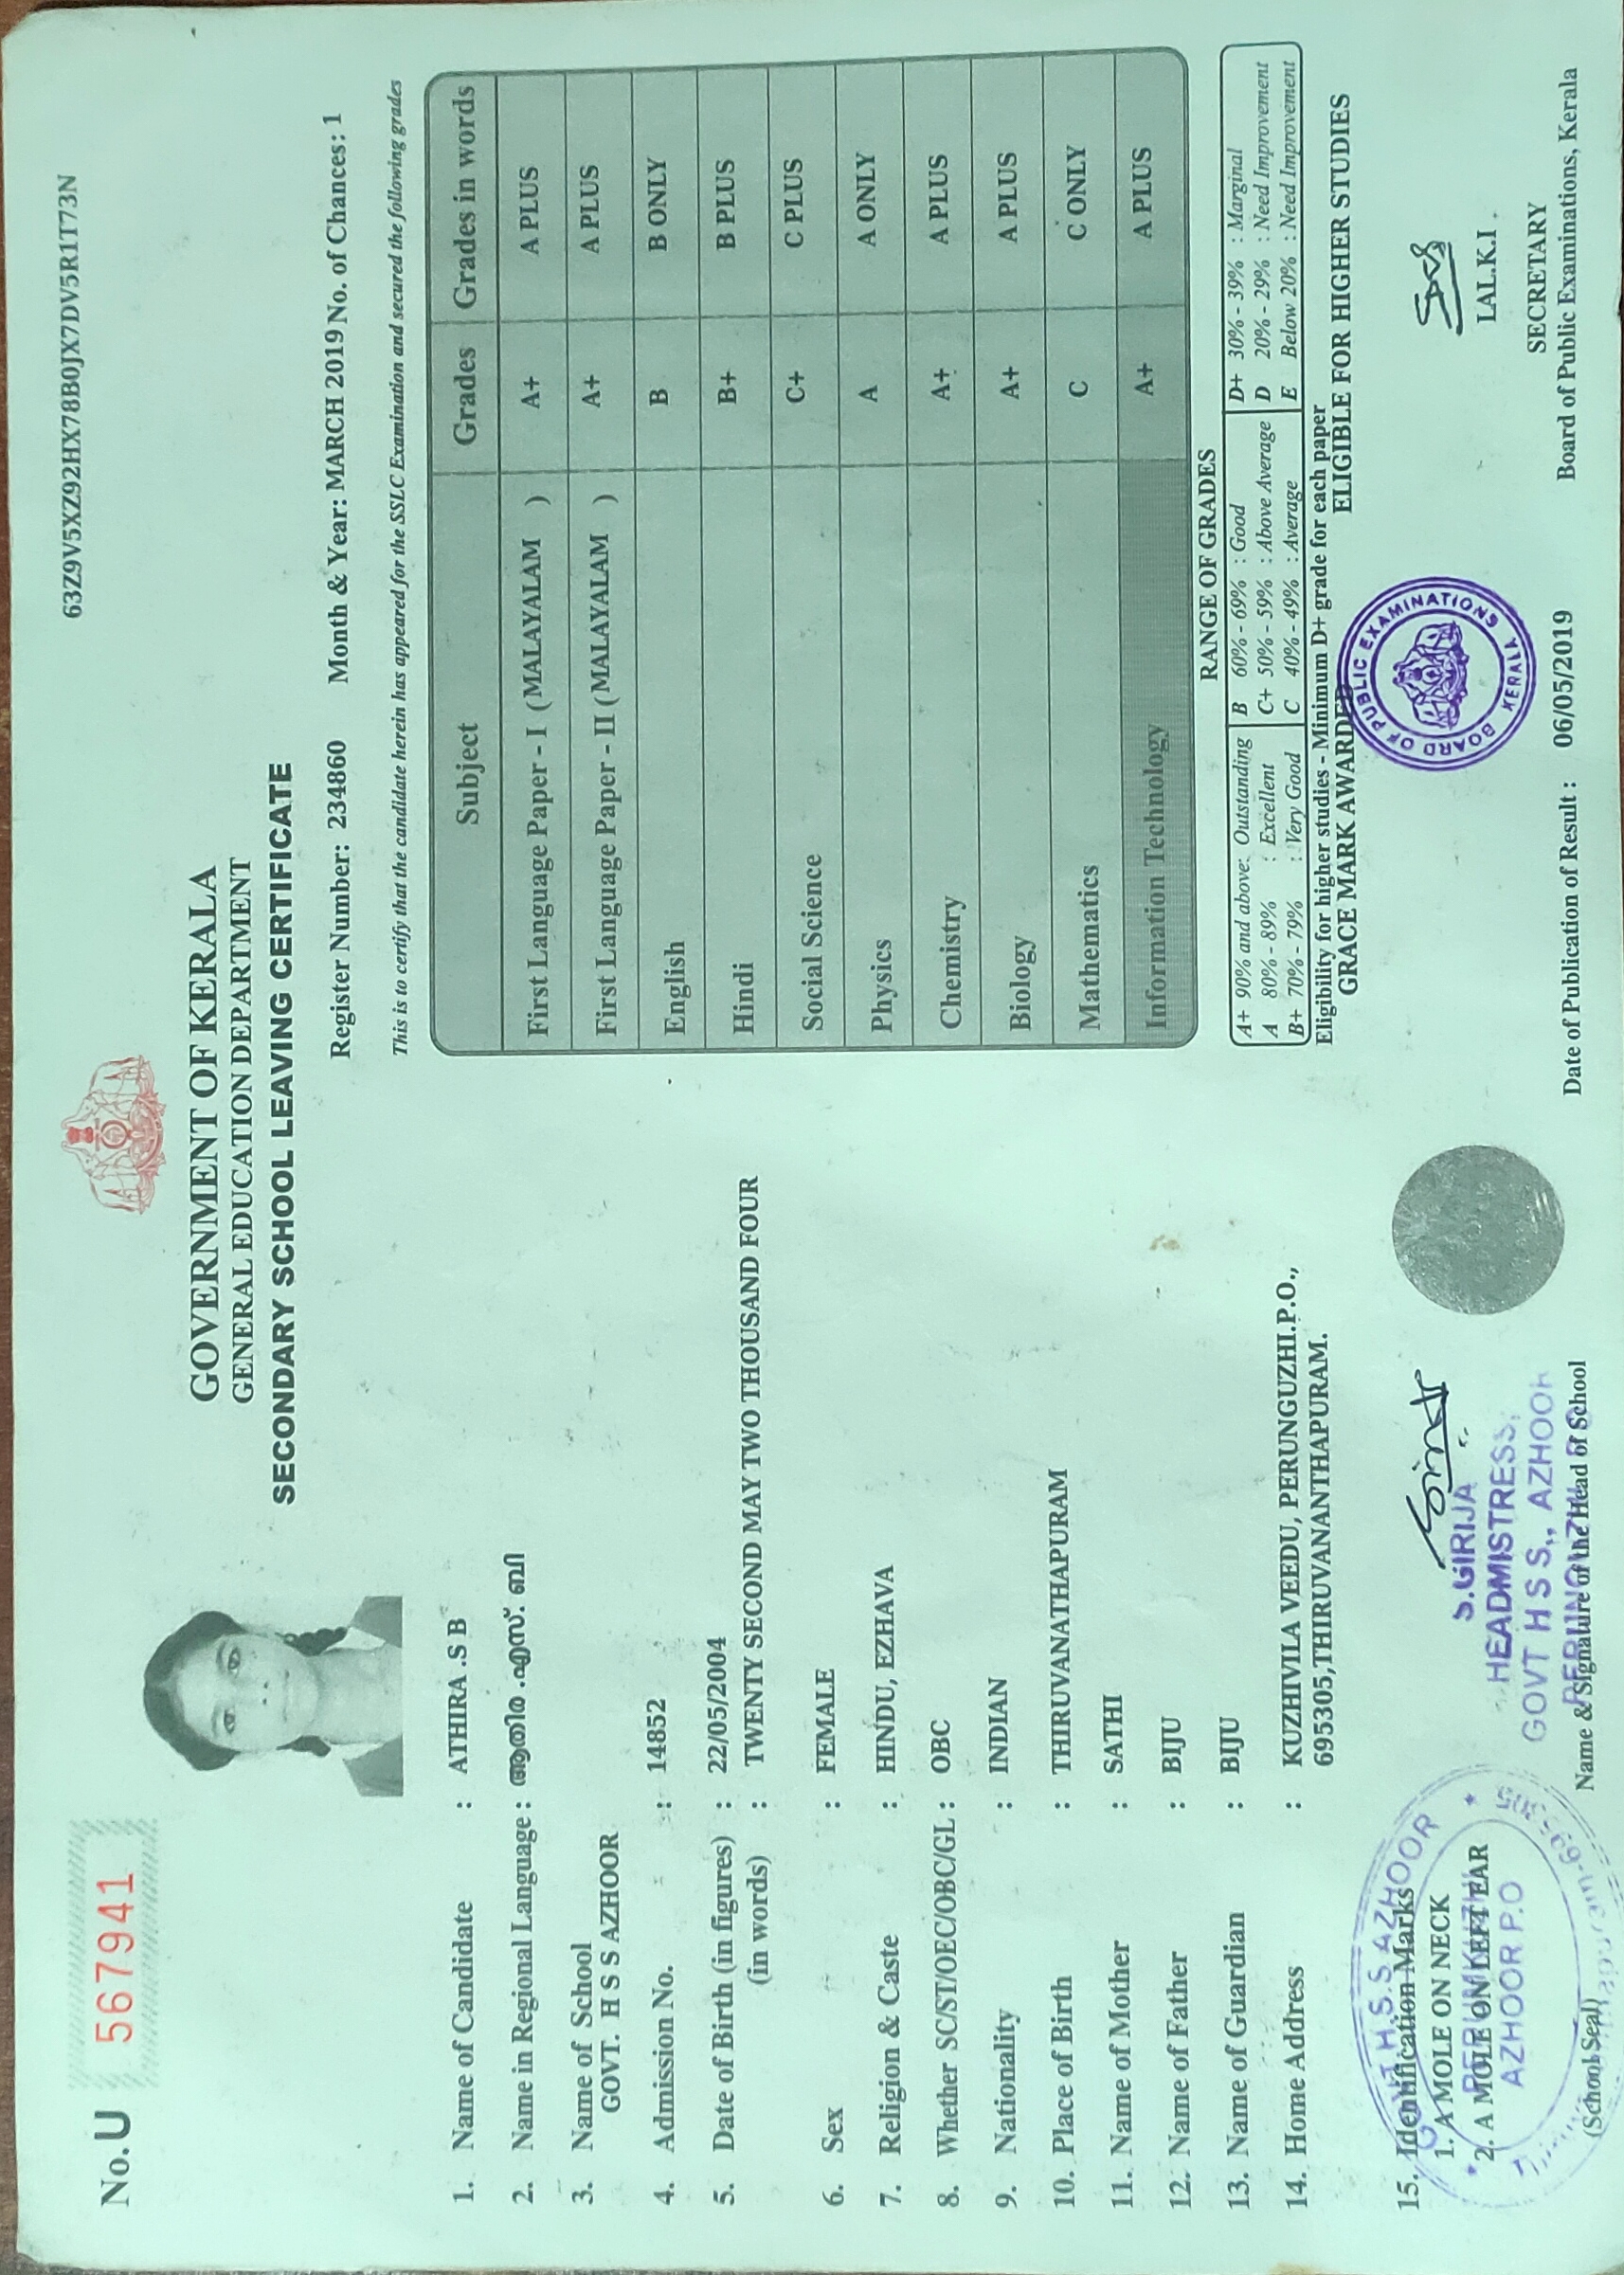 No. U 567941
63Z9V5XZ92HX78B0JX7DV5R1T73N
GOVERNMENT OF KERALA
GENERAL EDUCATION DEPARTMENT
SECONDARY SCHOOL LEAVING CERTIFICATE
1. Name of Candidate : ATHIRA .S B
2. Name in Regional Language : ആതിര .എസ്. ബി
3. Name of School
GOVT. H S S AZHOOR
4. Admission No. : 14852
5. Date of Birth (in figures) : 22/05/2004
(in words) : TWENTY SECOND MAY TWO THOUSAND FOUR
6. Sex : FEMALE
7. Religion & Caste : HINDU, EZHAVA
8. Whether SC/ST/OEC/OBC/GL : OBC
9. Nationality : INDIAN
10. Place of Birth : THIRUVANATHAPURAM
11. Name of Mother : SATHI
12. Name of Father : BIJU
13. Name of Guardian : BIJU
14. Home Address : KUZHIVILA VEEDU, PERUNGUZHI.P.O.,
695305,THIRUVANANTHAPURAM.
15. Identification Marks
1. A MOLE ON NECK
2. A MOLE ON LEFT EAR
(School Seal)
GOVT H.S.S AZHOOR
AZHOOR P.O
S.GIRIJA
HEADMISTRESS,
GOVT H S S,, AZHOOR
Name & Signature of the Head of School
Register Number: 234860 Month & Year: MARCH 2019 No. of Chances: 1
This is to certify that the candidate herein has appeared for the SSLC Examination and secured the following grades
Subject Grades Grades in words
First Language Paper - I (MALAYALAM ) A+ A PLUS
First Language Paper - II (MALAYALAM ) A+ A PLUS
English B B ONLY
Hindi B+ B PLUS
Social Science C+ C PLUS
Physics A A ONLY
Chemistry A+ A PLUS
Biology A+ A PLUS
Mathematics C C ONLY
Information Technology A+ A PLUS
RANGE OF GRADES
A+ 90% and above: Outstanding B 60% - 69% : Good D+ 30% - 39% : Marginal
A 80% - 89% : Excellent C+ 50% - 59% : Above Average D 20% - 29% : Need Improvement
B+ 70% - 79% : Very Good C 40% - 49% : Average E Below 20% : Need Improvement
Eligibility for higher studies - Minimum D+ grade for each paper
GRACE MARK AWARDED ELIGIBLE FOR HIGHER STUDIES
BOARD OF PUBLIC EXAMINATIONS KERALA
LAL.K.I .
SECRETARY
Date of Publication of Result : 06/05/2019 Board of Public Examinations, Kerala